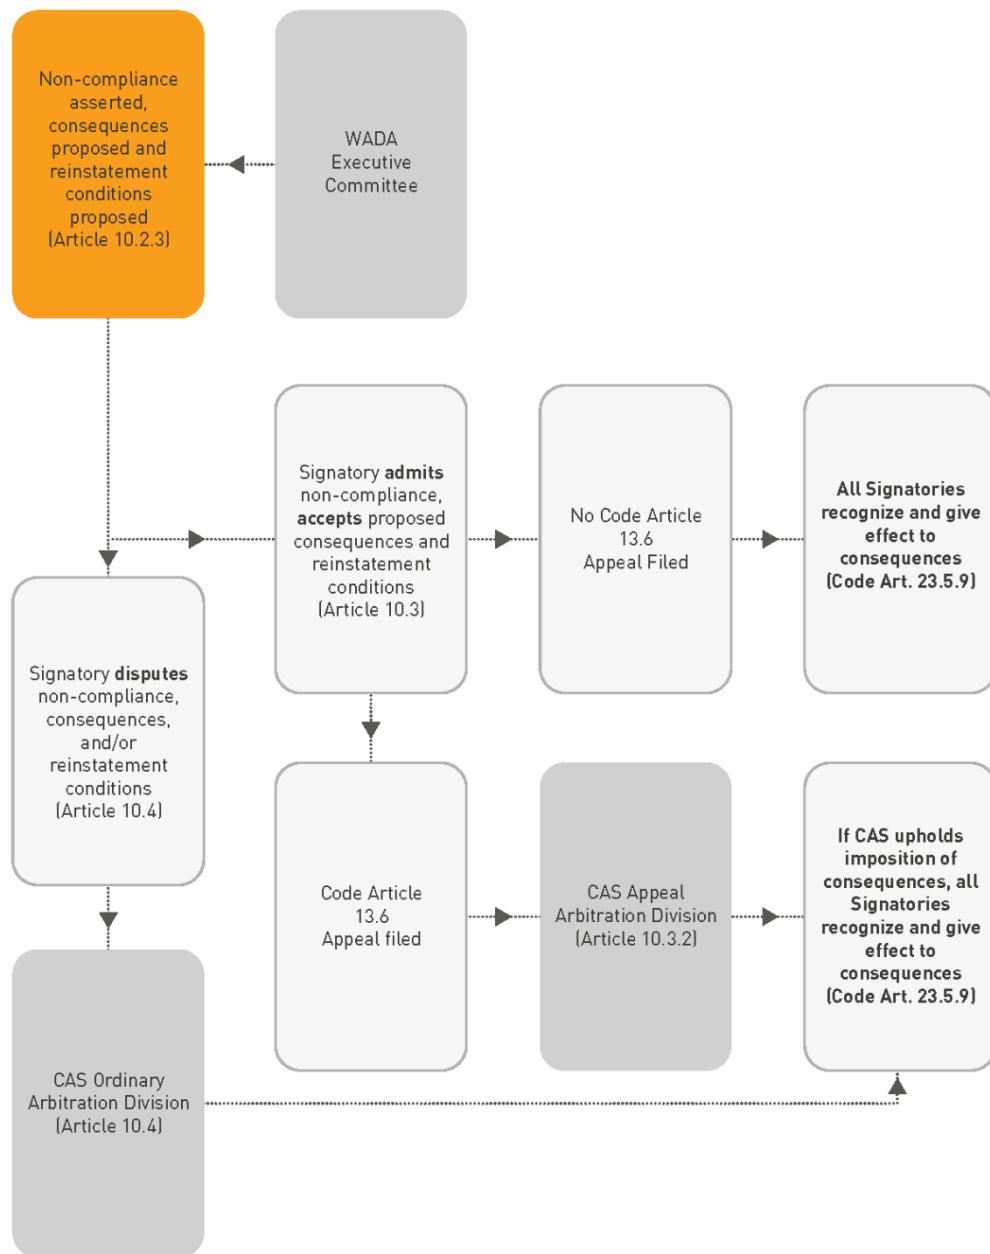 Non-compliance
asserted,
consequences
proposed and
reinstatement
conditions
proposed
(Article 10.2.3)
WADA
Executive
Committee
Signatory admits
non-compliance,
accepts proposed
consequences and
reinstatement
conditions
(Article 10.3)
No Code Article
13.6
Appeal Filed
All Signatories
recognize and give
effect to
consequences
(Code Art. 23.5.9)
Signatory disputes
non-compliance,
consequences,
and/or
reinstatement
conditions
(Article 10.4)
Code Article
13.6
Appeal filed
CAS Appeal
Arbitration Division
(Article 10.3.2)
If CAS upholds
imposition of
consequences, all
Signatories
recognize and give
effect to
consequences
(Code Art. 23.5.9)
CAS Ordinary
Arbitration Division
(Article 10.4)